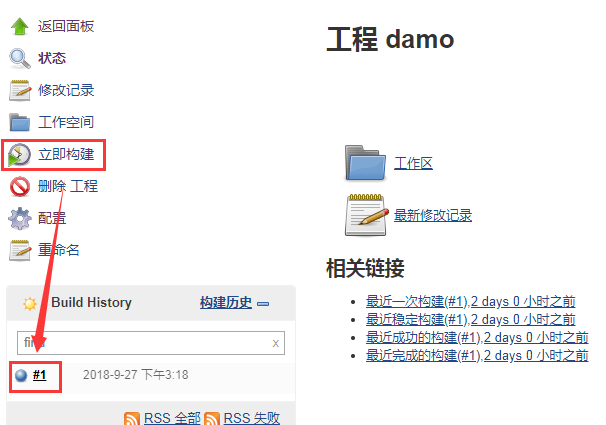 返回面板
状态
修改记录
工作空间
立即构建
删除 工程
配置
重命名
Build History
构建历史
find
x
#1
2018-9-27 下午3:18
RSS 全部
RSS 失败
工程 damo
工作区
最新修改记录
相关链接
最近一次构建(#1),2 days 0 小时之前
最近稳定构建(#1),2 days 0 小时之前
最近成功的构建(#1),2 days 0 小时之前
最近完成的构建(#1),2 days 0 小时之前